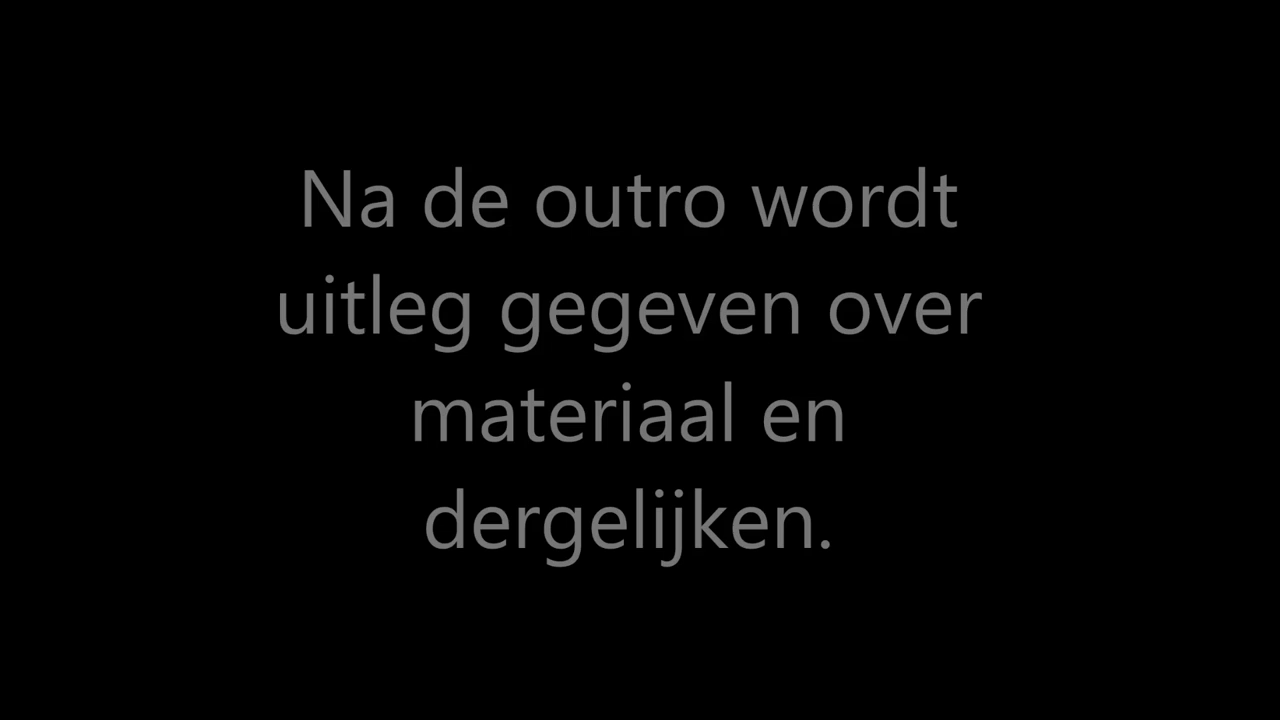 Na de outro wordt
uitleg gegeven over
materiaal en
dergelijken.